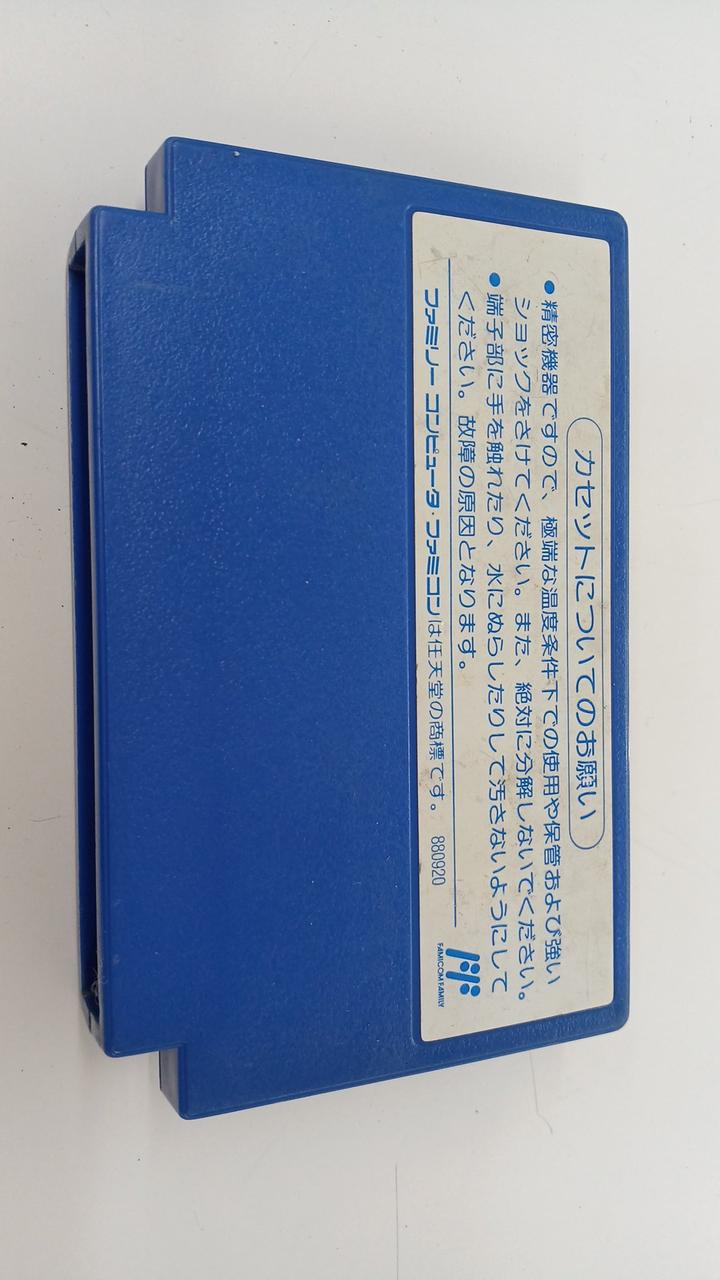 カセットについてのお願い
●精密機器ですので、極端な温度条件下での使用や保管および強い
ショックをさけてください。また、絶対に分解しないでください。
●端子部に手を触れたり、水にぬらしたりして汚さないようにして
ください。故障の原因となります。
ファミリー コンピュータ・ファミコンは任天堂の商標です。 880920
FAMICOM FAMILY